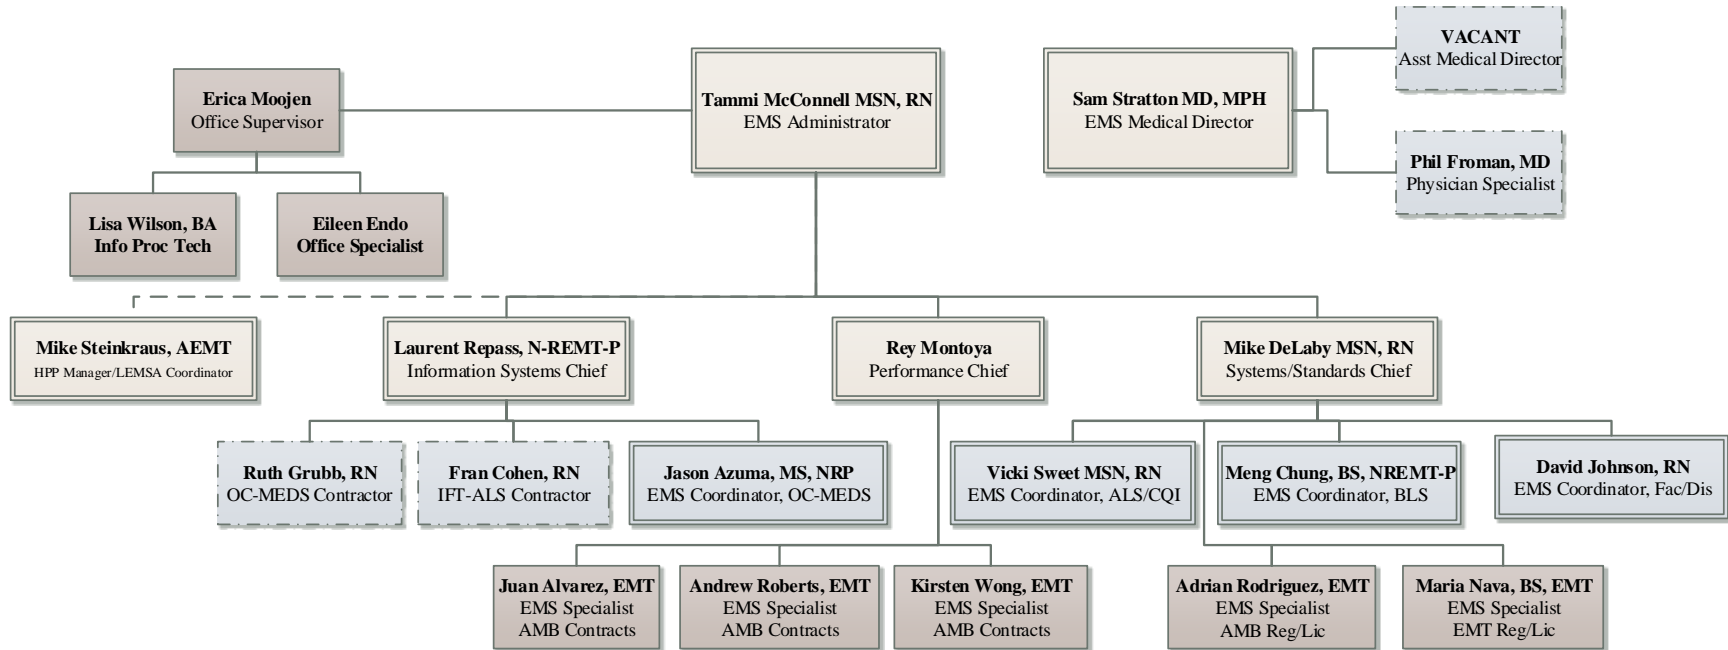 VACANT
Asst Medical Director
Erica Moojen
Office Supervisor
Tammi McConnell MSN, RN
EMS Administrator
Sam Stratton MD, MPH
EMS Medical Director
Phil Froman, MD
Physician Specialist
Lisa Wilson, BA
Info Proc Tech
Eileen Endo
Office Specialist
Mike Steinkraus, AEMT
HPP Manager/LEMSA Coordinator
Laurent Repass, N-REMT-P
Information Systems Chief
Rey Montoya
Performance Chief
Mike DeLaby MSN, RN
Systems/Standards Chief
Ruth Grubb, RN
OC-MEDS Contractor
Fran Cohen, RN
IFT-ALS Contractor
Jason Azuma, MS, NRP
EMS Coordinator, OC-MEDS
Vicki Sweet MSN, RN
EMS Coordinator, ALS/CQI
Meng Chung, BS, NREMT-P
EMS Coordinator, BLS
David Johnson, RN
EMS Coordinator, Fac/Dis
Juan Alvarez, EMT
EMS Specialist
AMB Contracts
Andrew Roberts, EMT
EMS Specialist
AMB Contracts
Kirsten Wong, EMT
EMS Specialist
AMB Contracts
Adrian Rodriguez, EMT
EMS Specialist
AMB Reg/Lic
Maria Nava, BS, EMT
EMS Specialist
EMT Reg/Lic